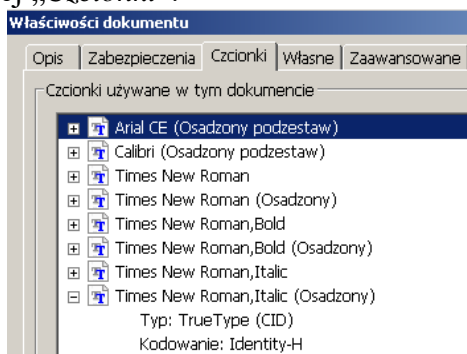 „Czcionki".
Właściwości dokumentu
Opis Zabezpieczenia Czcionki Własne Zaawansowane
Czcionki używane w tym dokumencie
Arial CE (Osadzony podzestaw)
Calibri (Osadzony podzestaw)
Times New Roman
Times New Roman (Osadzony)
Times New Roman,Bold
Times New Roman,Bold (Osadzony)
Times New Roman,Italic
Times New Roman,Italic (Osadzony)
Typ: TrueType (CID)
Kodowanie: Identity-H